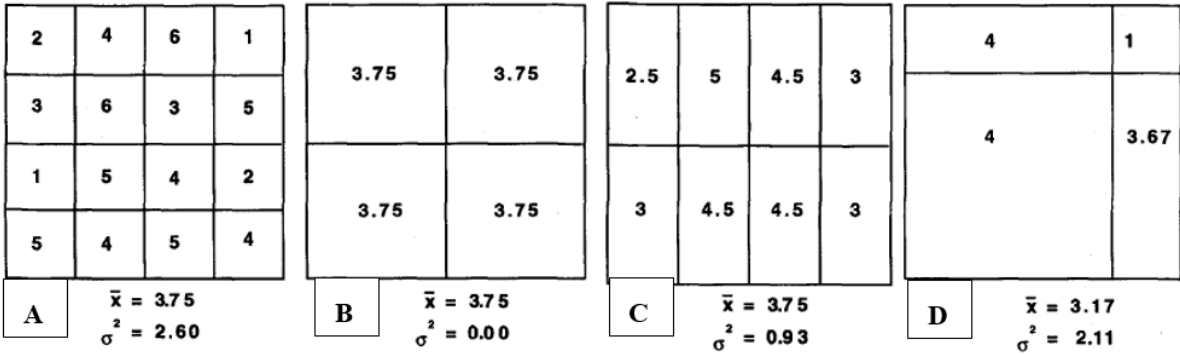 2 4 6 1
3 6 3 5
1 5 4 2
5 4 5 4
A
x̄ = 3.75
σ² = 2.60
3.75 3.75
3.75 3.75
B
x̄ = 3.75
σ² = 0.00
2.5 5 4.5 3
3 4.5 4.5 3
C
x̄ = 3.75
σ² = 0.93
4 1
4 3.67
D
x̄ = 3.17
σ² = 2.11